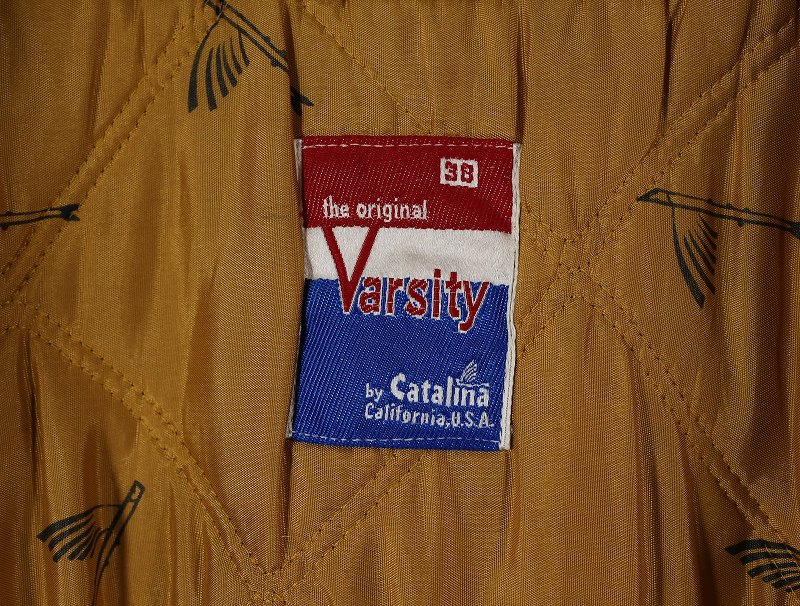 38
the original
Varsity
by Catalina
California, U.S.A.